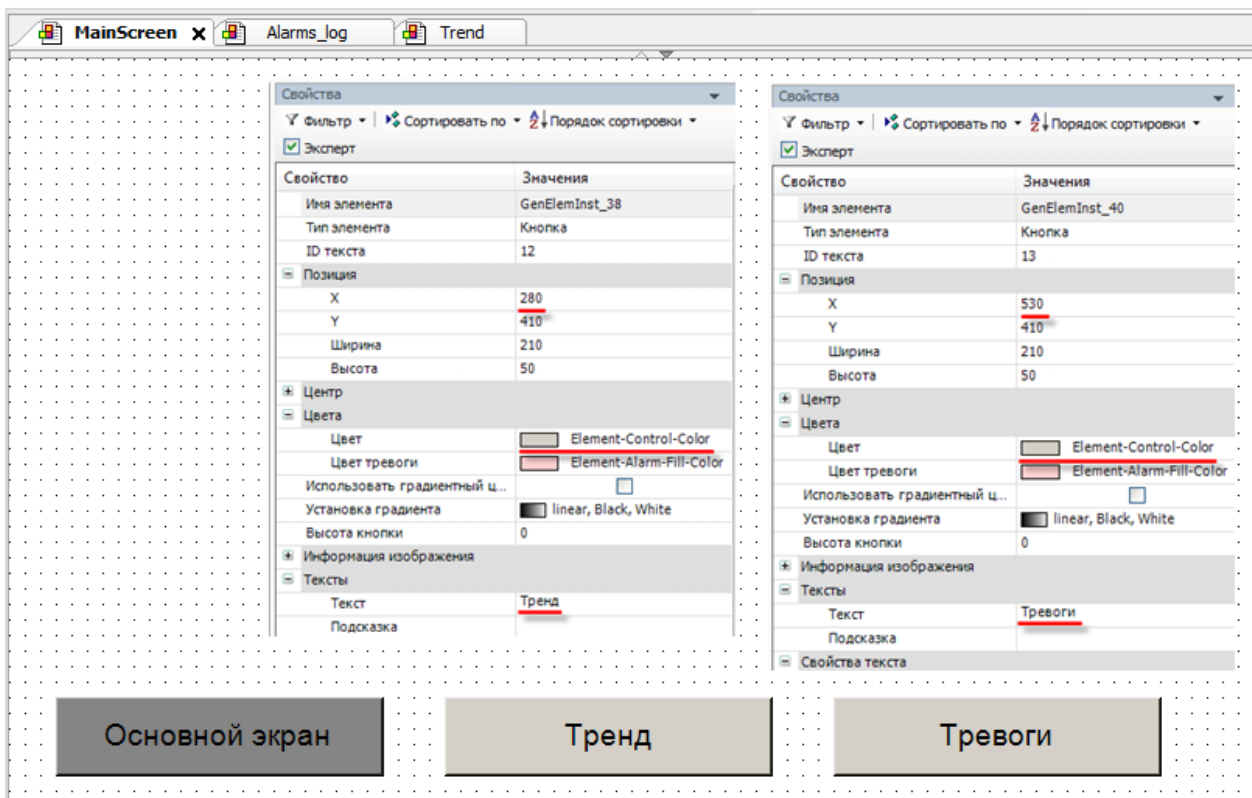 MainScreen X Alarms_log Trend
Свойства
Фильтр Сортировать по Порядок сортировки
Эксперт
Свойство Значения
Имя элемента GenElemInst_38
Тип элемента Кнопка
ID текста 12
Позиция
X 280
Y 410
Ширина 210
Высота 50
Центр
Цвета
Цвет Element-Control-Color
Цвет тревоги Element-Alarm-Fill-Color
Использовать градиентный ц...
Установка градиента linear, Black, White
Высота кнопки 0
Информация изображения
Тексты
Текст Тренд
Подсказка
Свойства
Фильтр Сортировать по Порядок сортировки
Эксперт
Свойство Значения
Имя элемента GenElemInst_40
Тип элемента Кнопка
ID текста 13
Позиция
X 530
Y 410
Ширина 210
Высота 50
Центр
Цвета
Цвет Element-Control-Color
Цвет тревоги Element-Alarm-Fill-Color
Использовать градиентный ц...
Установка градиента linear, Black, White
Высота кнопки 0
Информация изображения
Тексты
Текст Тревоги
Подсказка
Свойства текста
Основной экран Тренд Тревоги